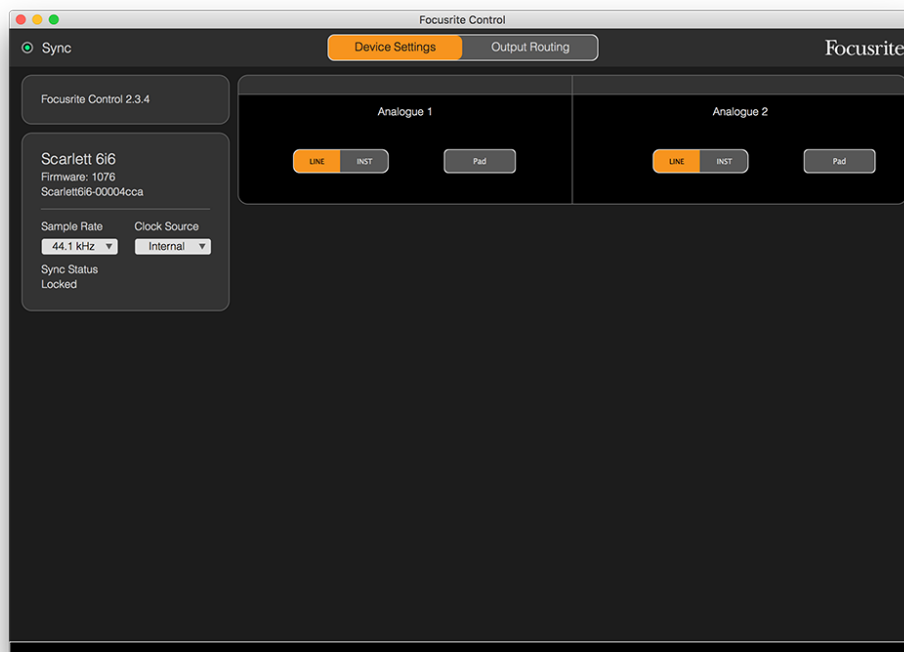 Focusrite Control
Sync
Device Settings
Output Routing
Focusrite
Focusrite Control 2.3.4
Analogue 1
Analogue 2
LINE
INST
Pad
LINE
INST
Pad
Scarlett 6i6
Firmware: 1076
Scarlett6i6-00004cca
Sample Rate
Clock Source
44.1 kHz
Internal
Sync Status
Locked